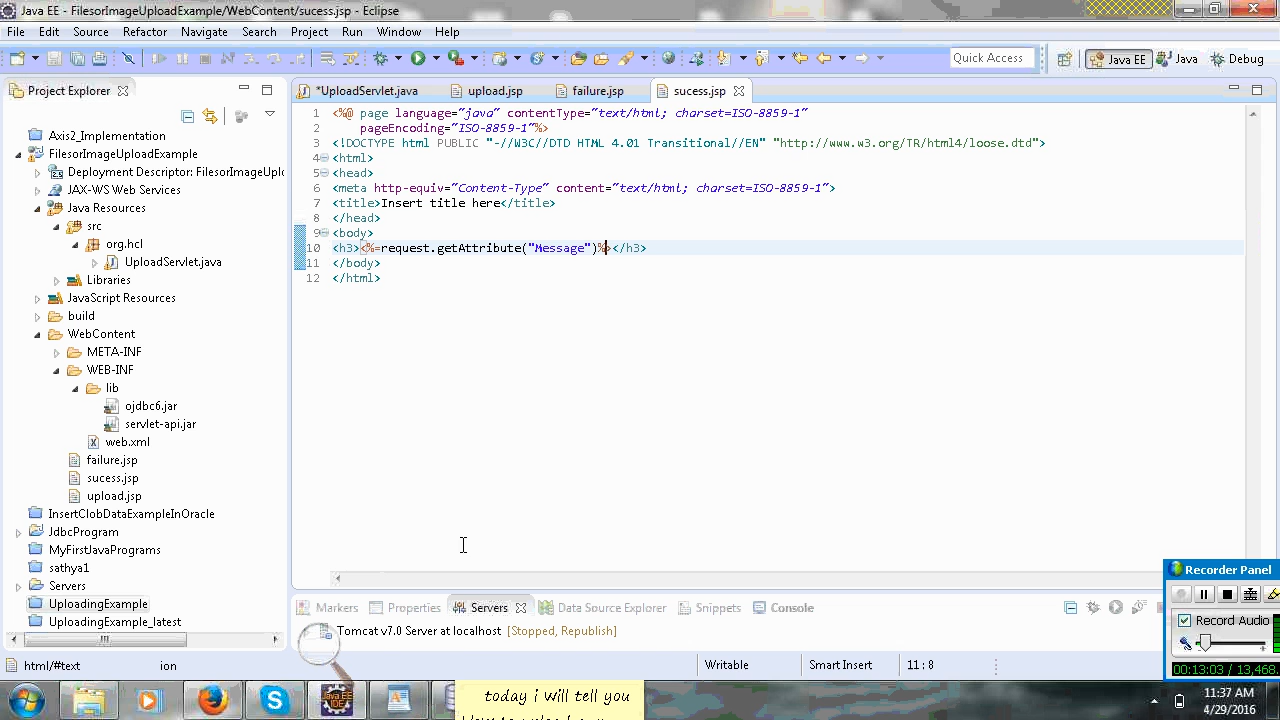 Java EE - FilesorImageUploadExample/WebContent/sucess.jsp - Eclipse
File Edit Source Refactor Navigate Search Project Run Window Help
Quick Access Java EE Java Debug
Project Explorer
*UploadServlet.java upload.jsp failure.jsp sucess.jsp
Axis2_Implementation
FilesorImageUploadExample
Deployment Descriptor: FilesorImageUplo
JAX-WS Web Services
Java Resources
src
org.hcl
UploadServlet.java
Libraries
JavaScript Resources
build
WebContent
META-INF
WEB-INF
lib
ojdbc6.jar
servlet-api.jar
web.xml
failure.jsp
sucess.jsp
upload.jsp
InsertClobDataExampleInOracle
JdbcProgram
MyFirstJavaPrograms
sathya1
Servers
UploadingExample
UploadingExample_latest
1 <%@ page language="java" contentType="text/html; charset=ISO-8859-1"
2 pageEncoding="ISO-8859-1"%>
3 <!DOCTYPE html PUBLIC "-//W3C//DTD HTML 4.01 Transitional//EN" "http://www.w3.org/TR/html4/loose.dtd">
4 <html>
5 <head>
6 <meta http-equiv="Content-Type" content="text/html; charset=ISO-8859-1">
7 <title>Insert title here</title>
8 </head>
9 <body>
10 <h3><%=request.getAttribute("Message")%></h3>
11 </body>
12 </html>
Markers Properties Servers Data Source Explorer Snippets Console
Tomcat v7.0 Server at localhost [Stopped, Republish]
html/#text ion
Writable Smart Insert 11:8
Recorder Panel
Record Audio
00:13:03 / 13,468.
today i will tell you
11:37 AM
4/29/2016